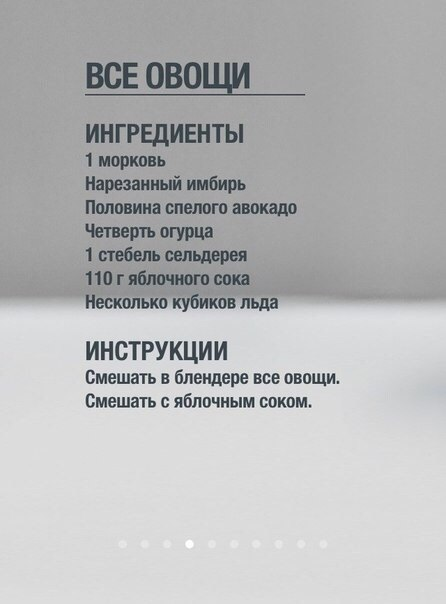 ВСЕ ОВОЩИ
ИНГРЕДИЕНТЫ
1 морковь
Нарезанный имбирь
Половина спелого авокадо
Четверть огурца
1 стебель сельдерея
110 г яблочного сока
Несколько кубиков льда
ИНСТРУКЦИИ
Смешать в блендере все овощи.
Смешать с яблочным соком.